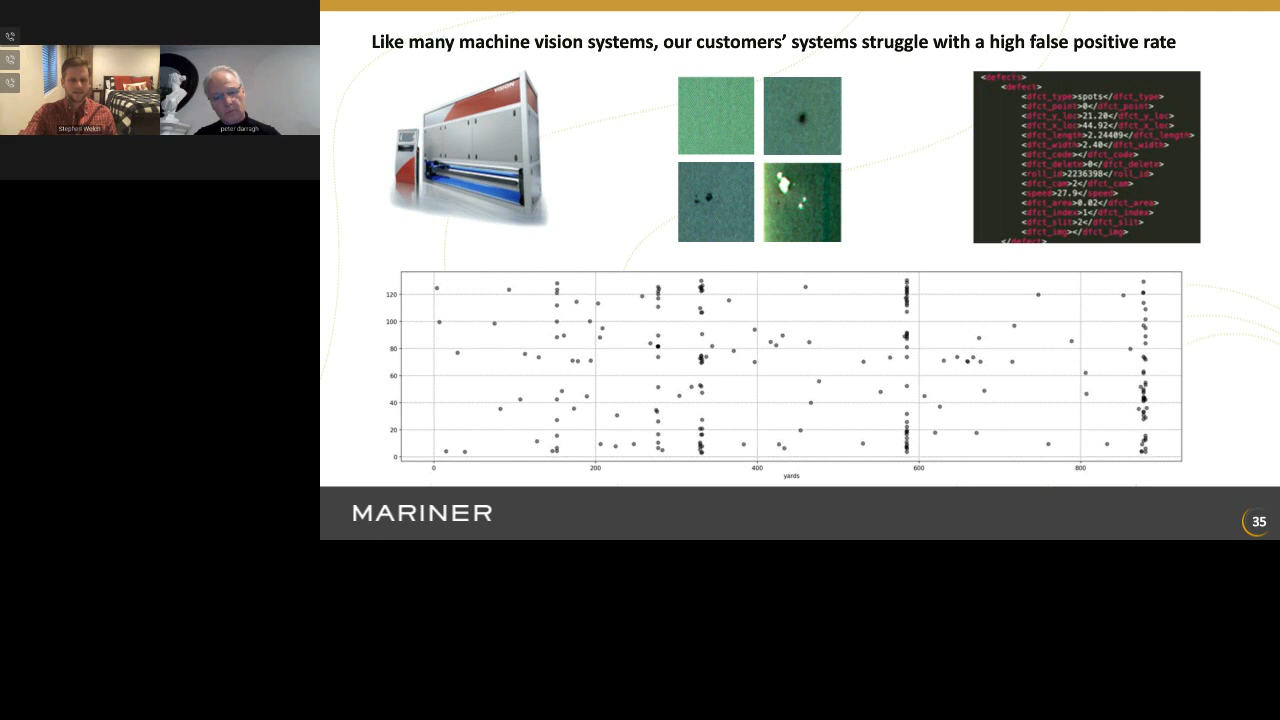 Like many machine vision systems, our customers' systems struggle with a high false positive rate
Stephen Welch
peter darragh
VISION
<defects>
<defect>
<dfct_type>spots</dfct_type>
<dfct_point>0</dfct_point>
<dfct_y_loc>21.20</dfct_y_loc>
<dfct_x_loc>44.92</dfct_x_loc>
<dfct_length>2.24409</dfct_length>
<dfct_width>2.40</dfct_width>
<dfct_code></dfct_code>
<dfct_delete>0</dfct_delete>
<roll_id>2236398</roll_id>
<dfct_cam>2</dfct_cam>
<speed>27.9</speed>
<dfct_area>0.02</dfct_area>
<dfct_index>1</dfct_index>
<dfct_slit>2</dfct_slit>
<dfct_img></dfct_img>
</defect>
120
100
80
60
40
20
0
0 200 400 600 800
yards
MARINER
35